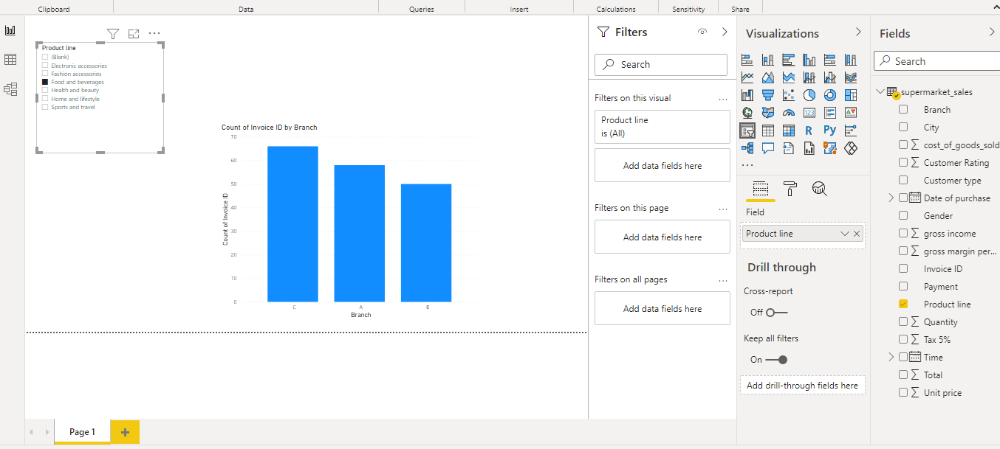 Clipboard
Data
Queries
Insert
Calculations
Sensitivity
Share
Product line
(Blank)
Electronic accessories
Fashion accessories
Food and beverages
Health and beauty
Home and lifestyle
Sports and travel
Count of Invoice ID by Branch
Count of Invoice ID
70
60
50
40
30
20
10
0
C A B
Branch
Page 1
Filters
Search
Filters on this visual
...
Product line
is (All)
Add data fields here
Filters on this page
...
Add data fields here
Filters on all pages
...
Add data fields here
Visualizations
123
R
Py
...
Field
Product line
Drill through
Cross-report
Off
Keep all filters
On
Add drill-through fields here
Fields
Search
supermarket_sales
Branch
City
∑ cost_of_goods_sold
∑ Customer Rating
Customer type
Date of purchase
Gender
∑ gross income
∑ gross margin per...
Invoice ID
Payment
Product line
∑ Quantity
∑ Tax 5%
Time
∑ Total
∑ Unit price